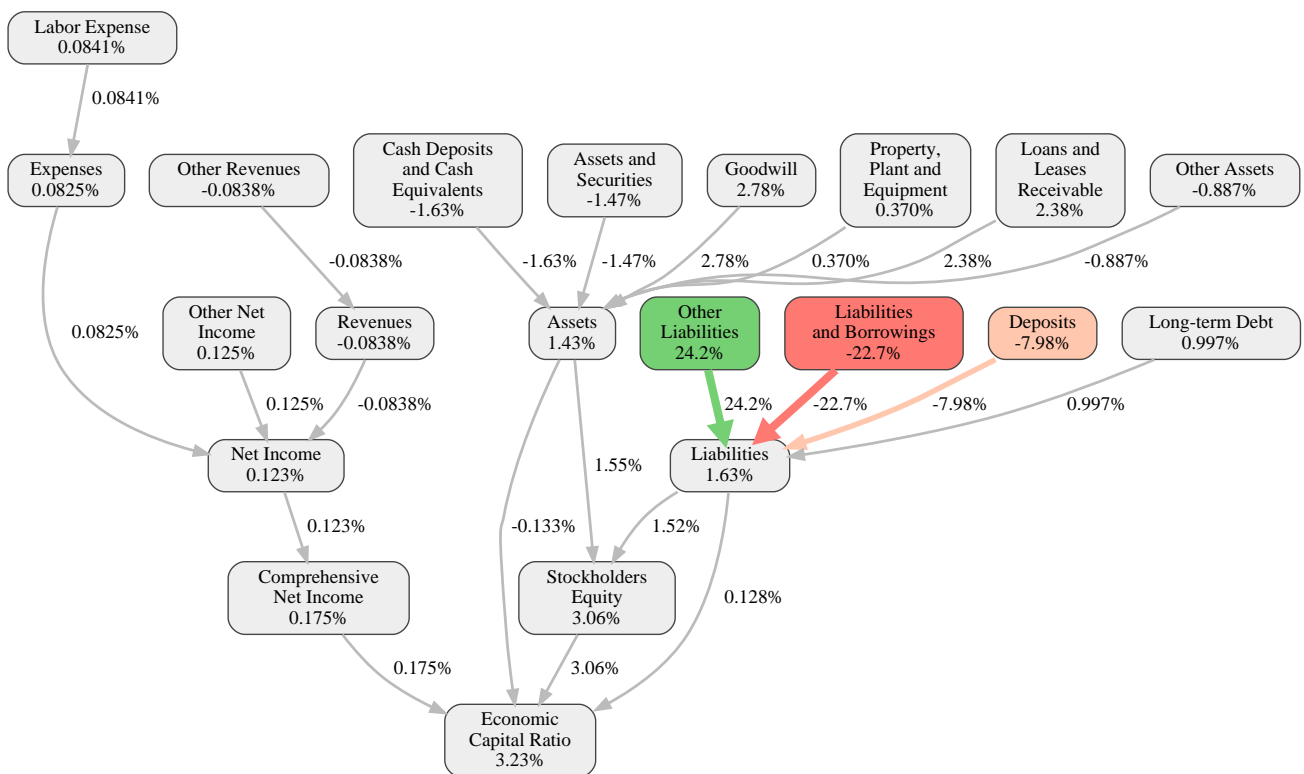 Labor Expense
0.0841%
0.0841%
Expenses
0.0825%
Other Revenues
-0.0838%
Cash Deposits
and Cash
Equivalents
-1.63%
Assets and
Securities
-1.47%
Goodwill
2.78%
Property,
Plant and
Equipment
0.370%
Loans and
Leases
Receivable
2.38%
Other Assets
-0.887%
-0.0838%
-1.63%
-1.47%
2.78%
0.370%
2.38%
-0.887%
0.0825%
Other Net
Income
0.125%
Revenues
-0.0838%
Assets
1.43%
Other
Liabilities
24.2%
Liabilities
and Borrowings
-22.7%
Deposits
-7.98%
Long-term Debt
0.997%
0.125%
-0.0838%
24.2%
-22.7%
-7.98%
0.997%
Net Income
0.123%
1.55%
Liabilities
1.63%
0.123%
-0.133%
1.52%
Comprehensive
Net Income
0.175%
Stockholders
Equity
3.06%
0.128%
0.175%
3.06%
Economic
Capital Ratio
3.23%